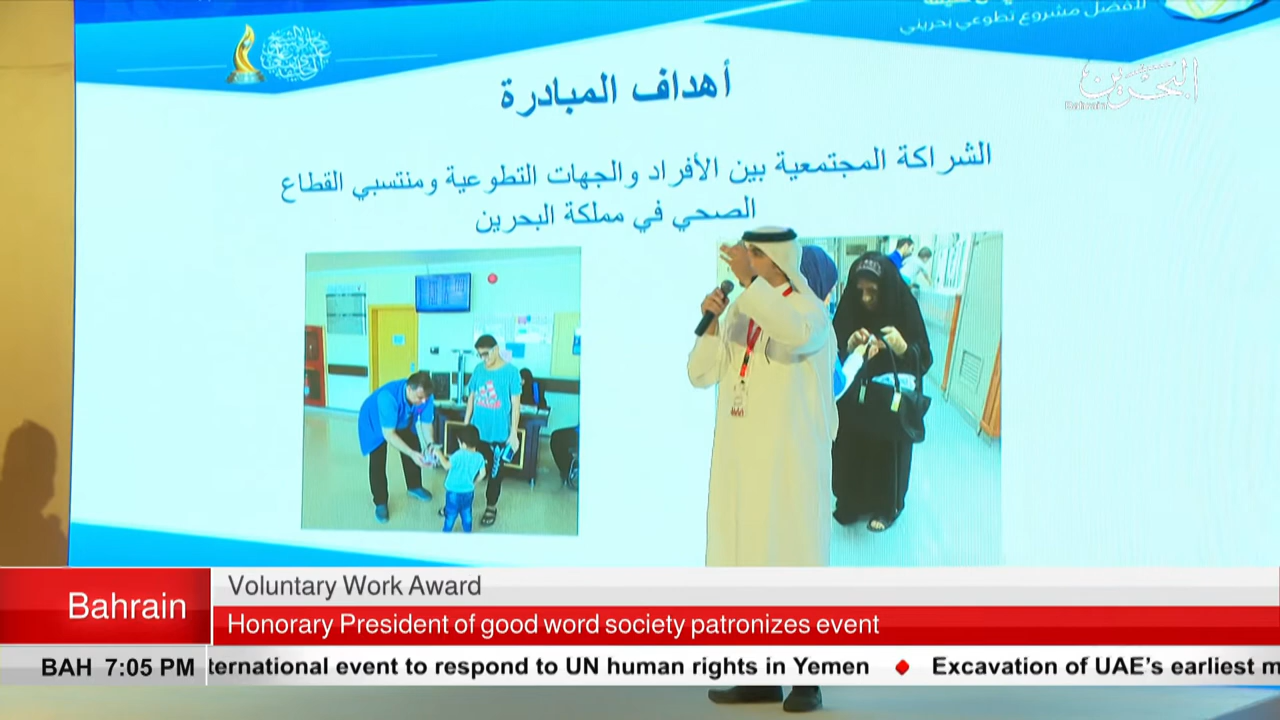 لأفضل مشروع تطوعي بحريني
البحرين
Bahrain
أهداف المبادرة
الشراكة المجتمعية بين الأفراد والجهات التطوعية ومنتسبي القطاع
الصحي في مملكة البحرين
Bahrain
Voluntary Work Award
Honorary President of good word society patronizes event
BAH 7:05 PM
ternational event to respond to UN human rights in Yemen ♦ Excavation of UAE's earliest m